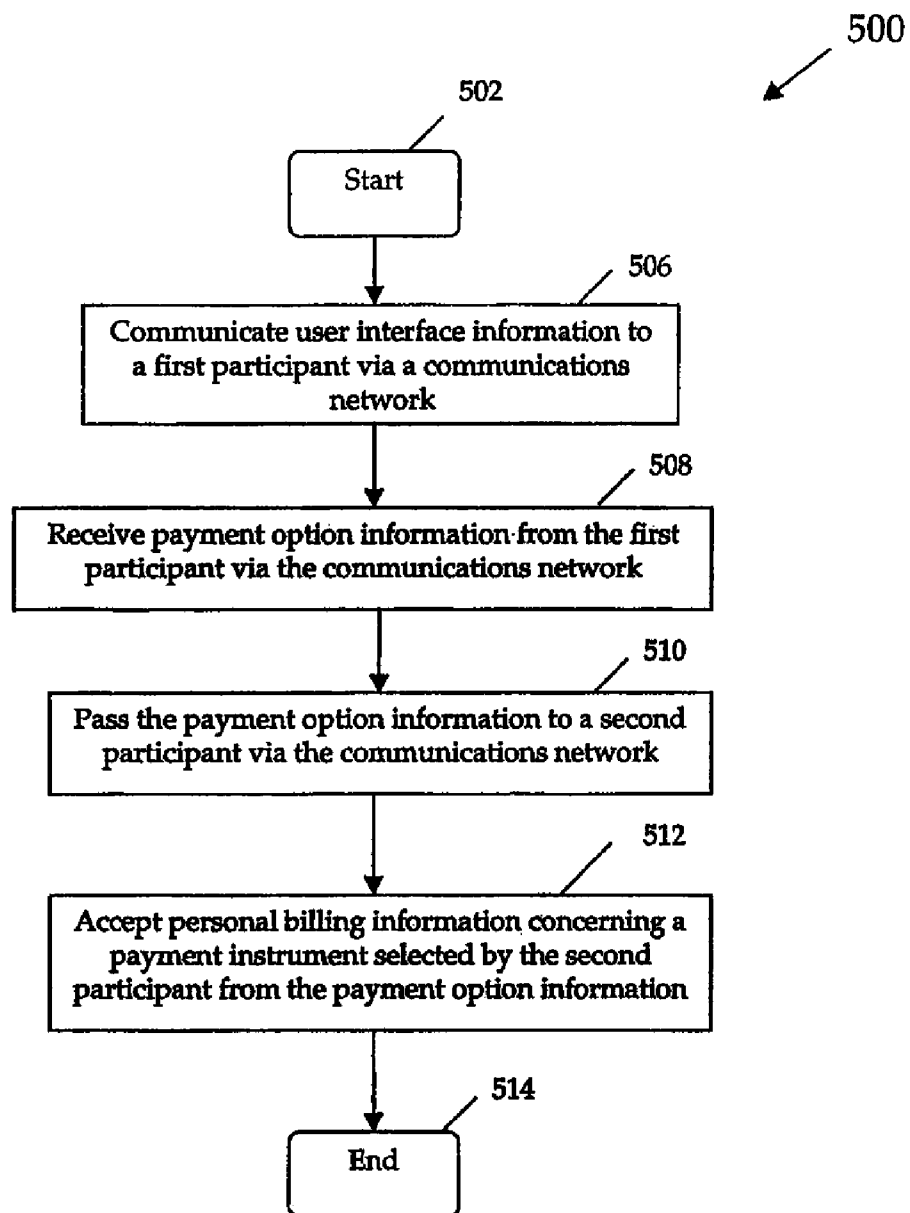 500
502
Start
506
Communicate user interface information to
a first participant via a communications
network
508
Receive payment option information from the first
participant via the communications network
510
Pass the payment option information to a second
participant via the communications network
512
Accept personal billing information concerning a
payment instrument selected by the second
participant from the payment option information
514
End